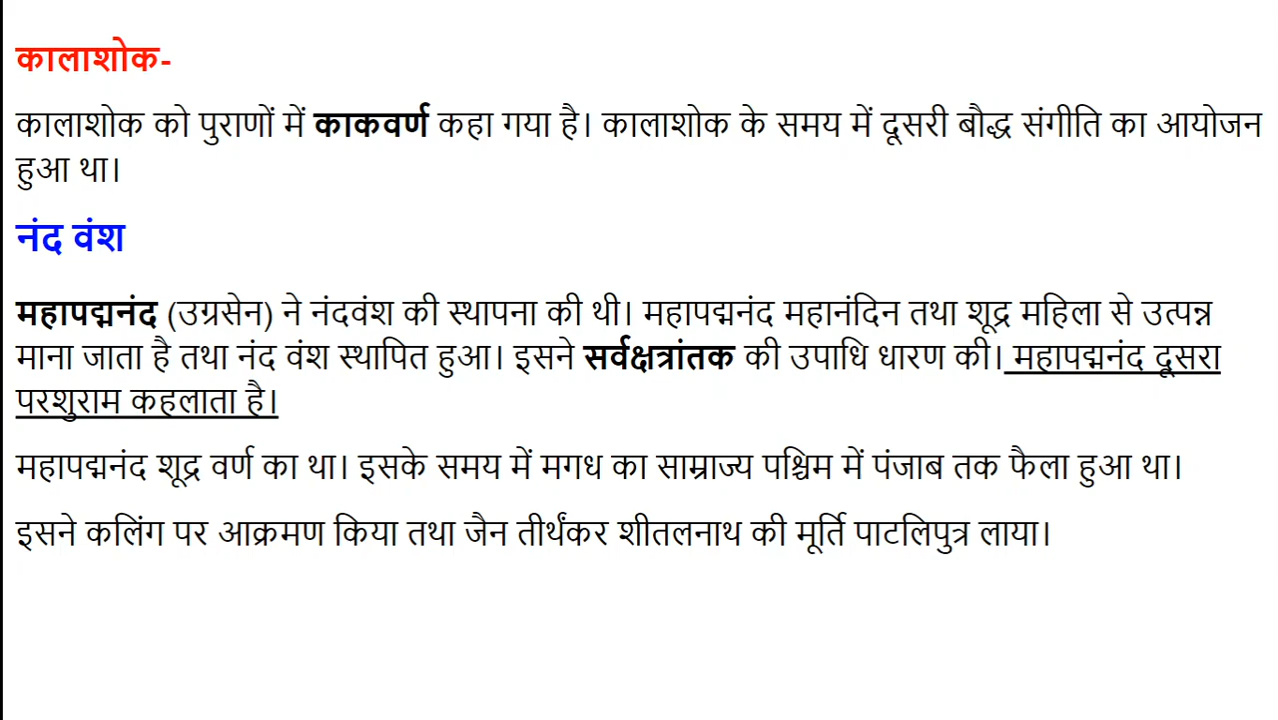 कालाशोक-
कालाशोक को पुराणों में काकवर्ण कहा गया है। कालाशोक के समय में दूसरी बौद्ध संगीति का आयोजन
हुआ था।
नंद वंश
महापद्मनंद (उग्रसेन) ने नंदवंश की स्थापना की थी। महापद्मनंद महानंदिन तथा शूद्र महिला से उत्पन्न
माना जाता है तथा नंद वंश स्थापित हुआ। इसने सर्वक्षत्रांतक की उपाधि धारण की। महापद्मनंद दूसरा
परशुराम कहलाता है।
महापद्मनंद शूद्र वर्ण का था। इसके समय में मगध का साम्राज्य पश्चिम में पंजाब तक फैला हुआ था।
इसने कलिंग पर आक्रमण किया तथा जैन तीर्थंकर शीतलनाथ की मूर्ति पाटलिपुत्र लाया।